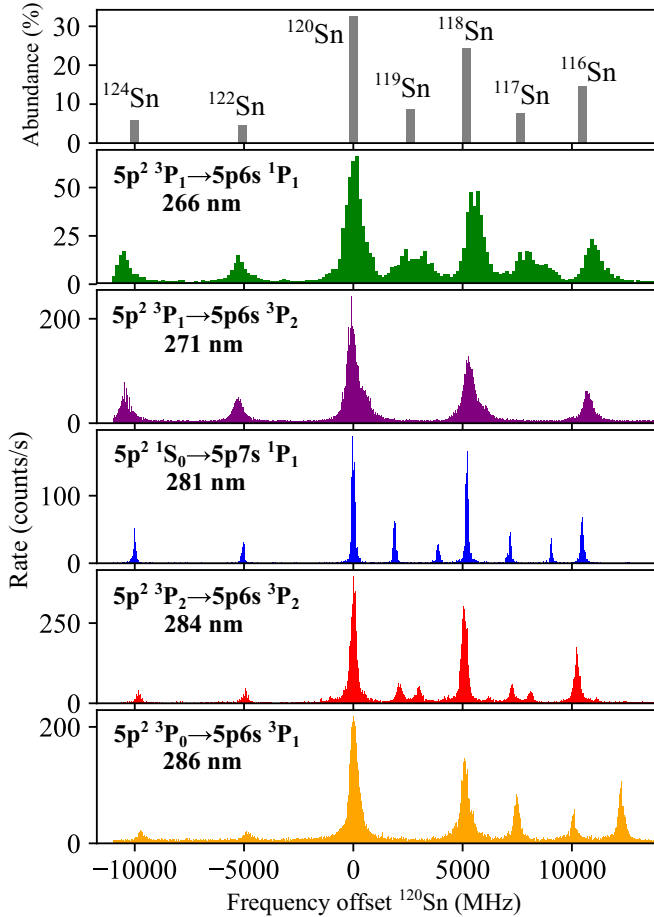 Abundance (%)
30
20
10
0
¹²⁴Sn
¹²²Sn
¹²⁰Sn
¹¹⁹Sn
¹¹⁸Sn
¹¹⁷Sn
¹¹⁶Sn
Rate (counts/s)
50
25
0
5p² ³P₁→5p6s ¹P₁
266 nm
200
0
5p² ³P₁→5p6s ³P₂
271 nm
100
0
5p² ¹S₀→5p7s ¹P₁
281 nm
250
0
5p² ³P₂→5p6s ³P₂
284 nm
200
0
5p² ³P₀→5p6s ³P₁
286 nm
−10000 −5000 0 5000 10000
Frequency offset ¹²⁰Sn (MHz)